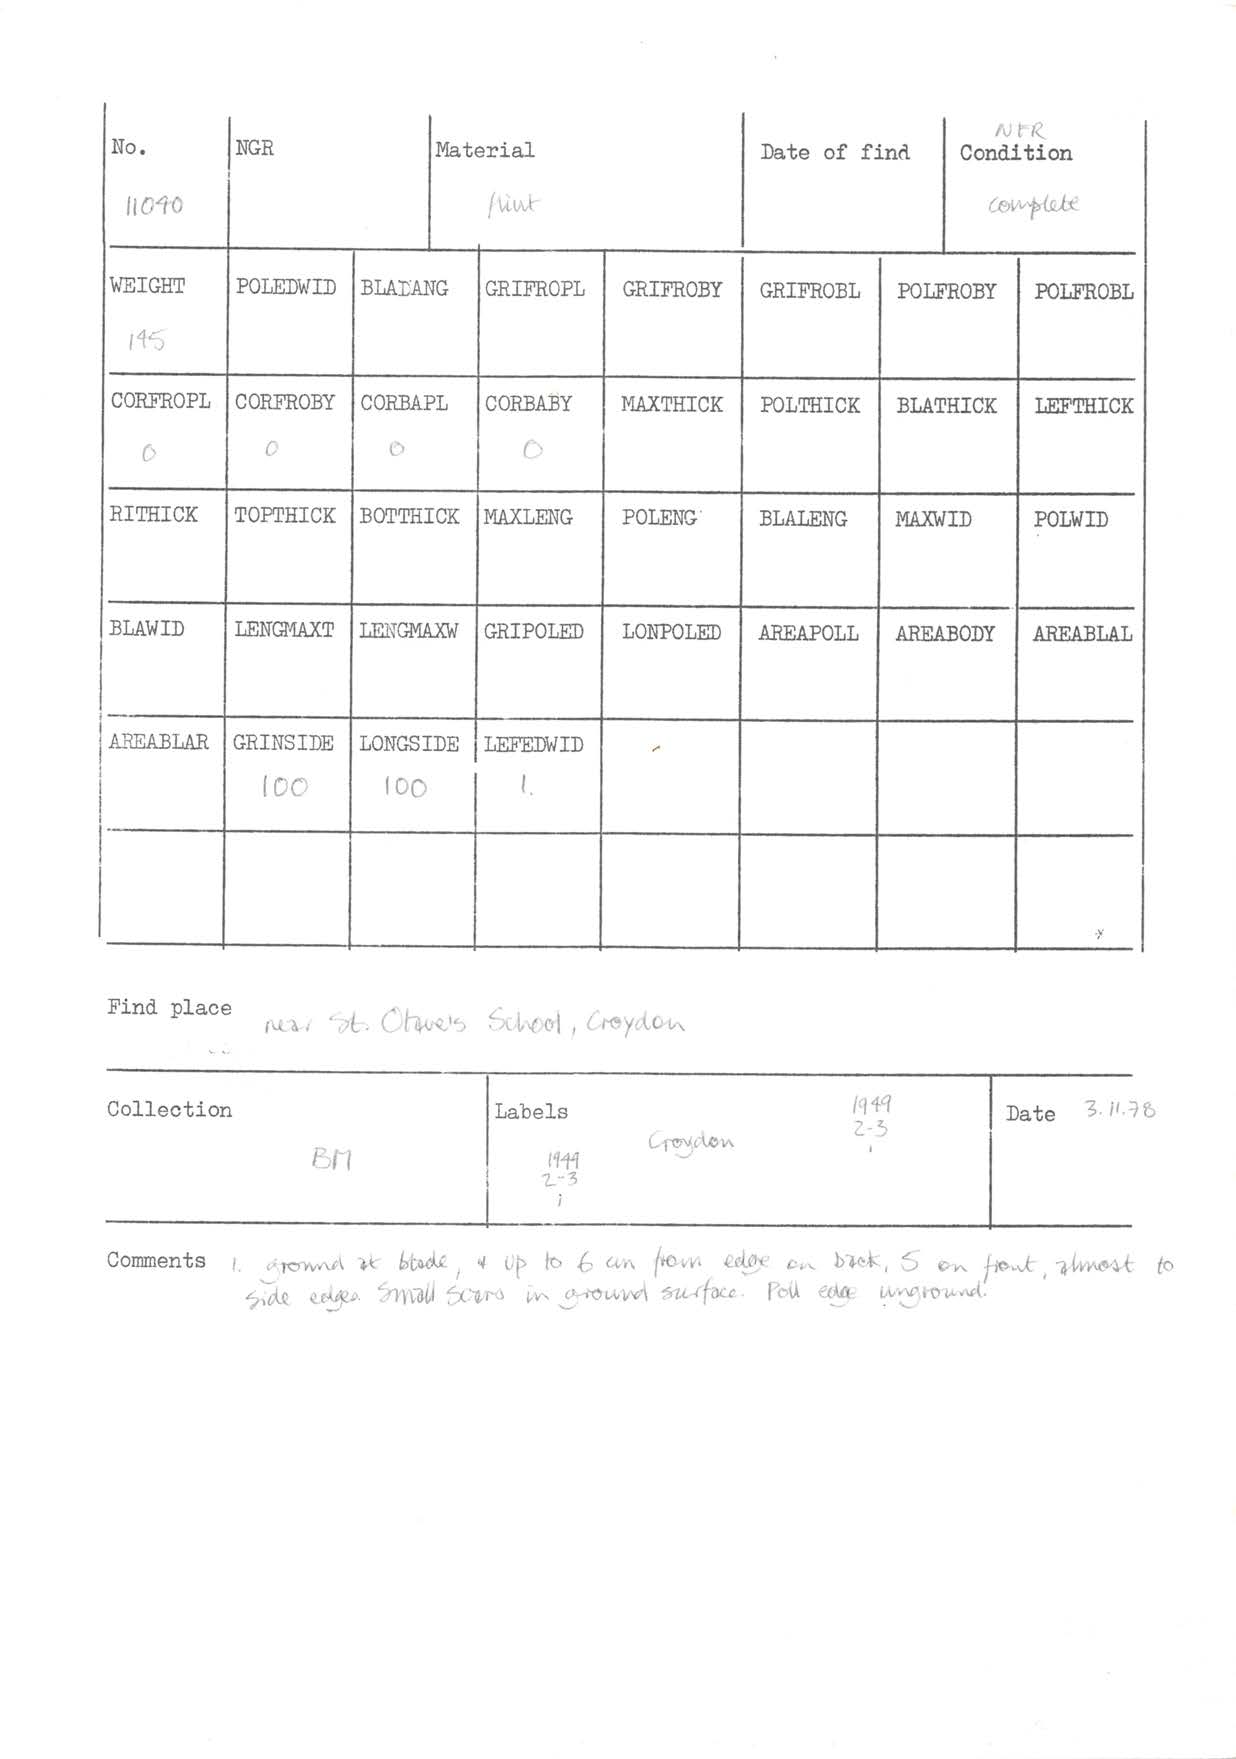 No. NGR Material Date of find NFR Condition
11090 flint complete
WEIGHT POLEDWID BLADANG GRIFROPL GRIFROBY GRIFROBL POLFROBY POLFROBL
195
CORFROPL CORFROBY CORBAPL CORBABY MAXTHICK POLTHICK BLATHICK LEFTHICK
0 0 0 0
RITHICK TOPTHICK BOTTHICK MAXLENG POLENG BLALENG MAXWID POLWID
BLAWID LENGMAXT LENGMAXW GRIPOLED LONPOLED AREAPOLL AREABODY AREABLAL
AREABLAR GRINSIDE LONGSIDE LEFEDWID
100 100 1.
Find place near St. Olave's School, Croydon
Collection BM
Labels
1949
2-3
1
Croydon
1949
2-3
1
Date 3.11.78
Comments 1. ground at blade, & up to 6 cm from edge on back, 5 on front, almost to
side edges. Small scars in ground surface. Poll edge unground.